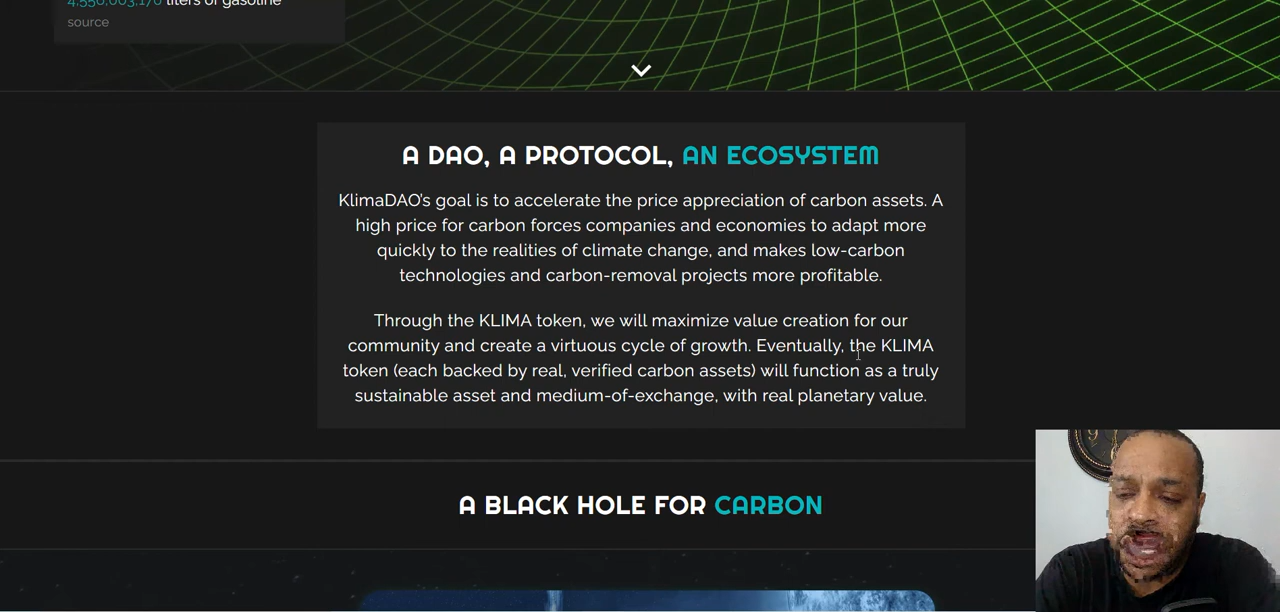 liters of gasoline
source
A DAO, A PROTOCOL, AN ECOSYSTEM
KlimaDAO's goal is to accelerate the price appreciation of carbon assets. A
high price for carbon forces companies and economies to adapt more
quickly to the realities of climate change, and makes low-carbon
technologies and carbon-removal projects more profitable.
Through the KLIMA token, we will maximize value creation for our
community and create a virtuous cycle of growth. Eventually, the KLIMA
token (each backed by real, verified carbon assets) will function as a truly
sustainable asset and medium-of-exchange, with real planetary value.
A BLACK HOLE FOR CARBON